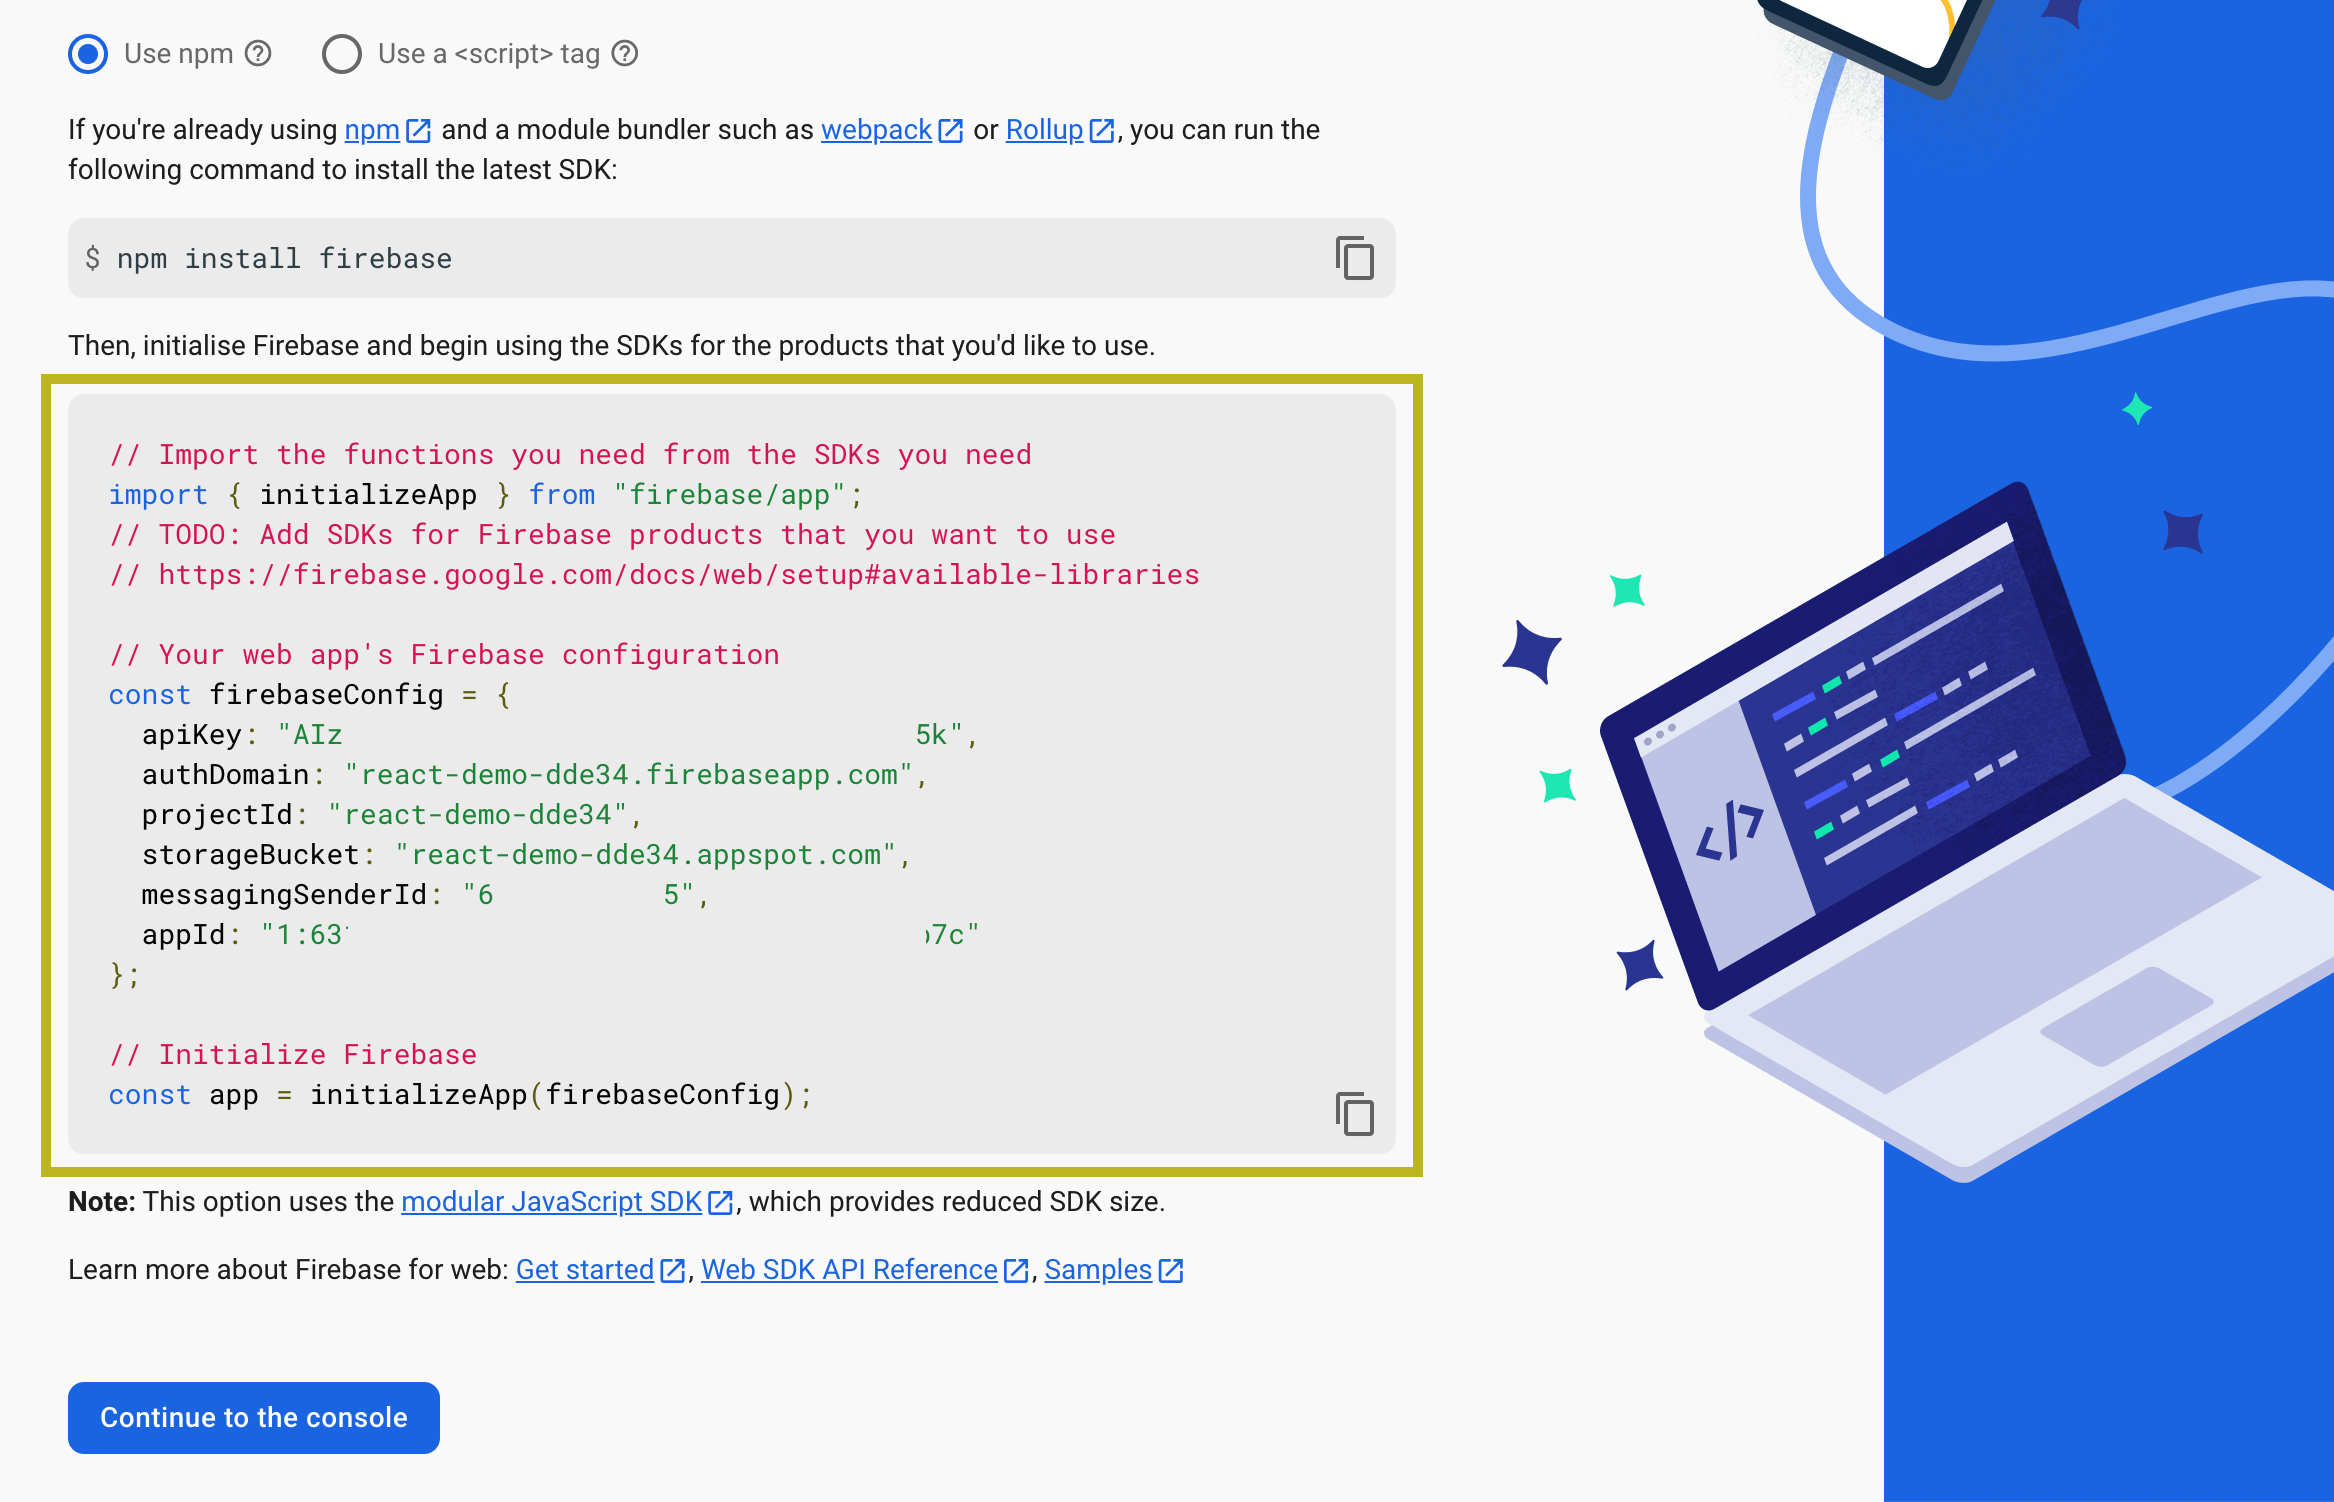 Use npm Use a <script> tag
If you're already using npm and a module bundler such as webpack or Rollup, you can run the
following command to install the latest SDK:
$ npm install firebase
Then, initialise Firebase and begin using the SDKs for the products that you'd like to use.
// Import the functions you need from the SDKs you need
import { initializeApp } from "firebase/app";
// TODO: Add SDKs for Firebase products that you want to use
// https://firebase.google.com/docs/web/setup#available-libraries
// Your web app's Firebase configuration
const firebaseConfig = {
apiKey: "AIz 5k",
authDomain: "react-demo-dde34.firebaseapp.com",
projectId: "react-demo-dde34",
storageBucket: "react-demo-dde34.appspot.com",
messagingSenderId: "6 5",
appId: "1:63 7c"
};
// Initialize Firebase
const app = initializeApp(firebaseConfig);
Note: This option uses the modular JavaScript SDK, which provides reduced SDK size.
Learn more about Firebase for web: Get started, Web SDK API Reference, Samples
Continue to the console